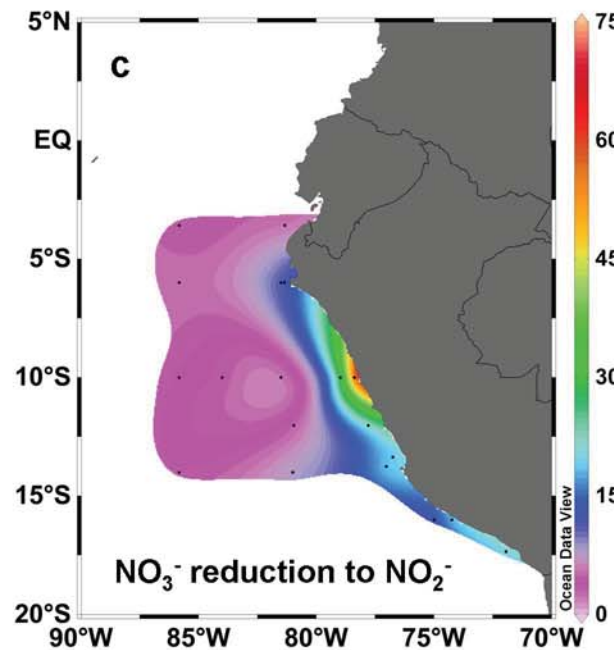 5°N
c
EQ
5°S
10°S
15°S
20°S
NO₃⁻ reduction to NO₂⁻
90°W 85°W 80°W 75°W 70°W
75
60
45
30
15
0
Ocean Data View